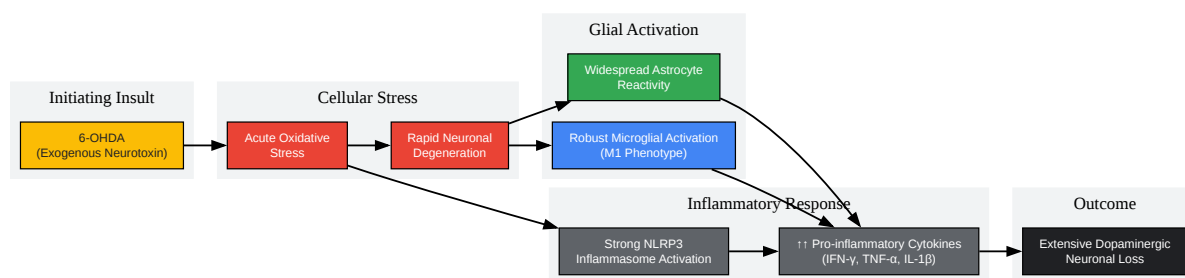 Initiating Insult
6-OHDA
(Exogenous Neurotoxin)
Cellular Stress
Acute Oxidative
Stress
Rapid Neuronal
Degeneration
Glial Activation
Widespread Astrocyte
Reactivity
Robust Microglial Activation
(M1 Phenotype)
Inflammatory Response
Strong NLRP3
Inflammasome Activation
↑↑ Pro-inflammatory Cytokines
(IFN-γ, TNF-α, IL-1β)
Outcome
Extensive Dopaminergic
Neuronal Loss